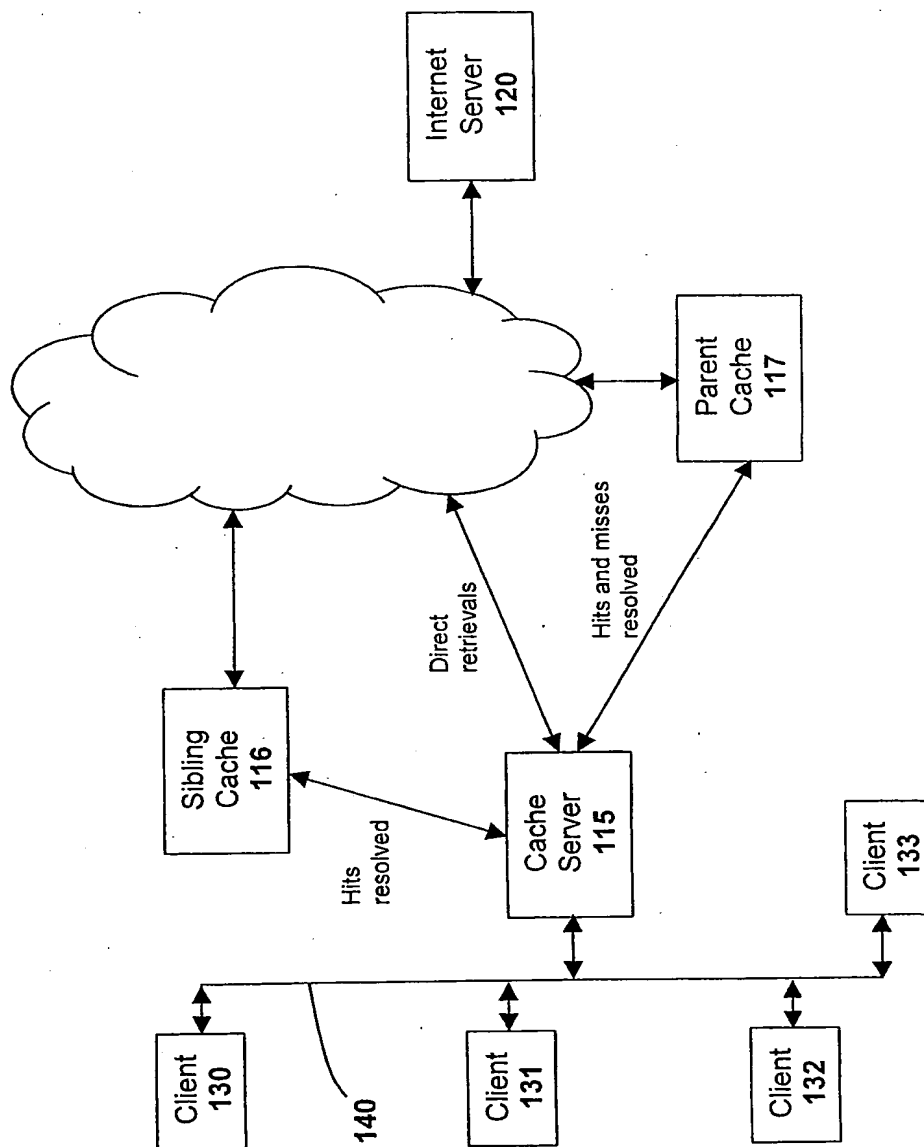 Client
130
140
Client
131
Client
132
Client
133
Sibling
Cache
116
Hits
resolved
Cache
Server
115
Direct
retrievals
Hits and misses
resolved
Parent
Cache
117
Internet
Server
120